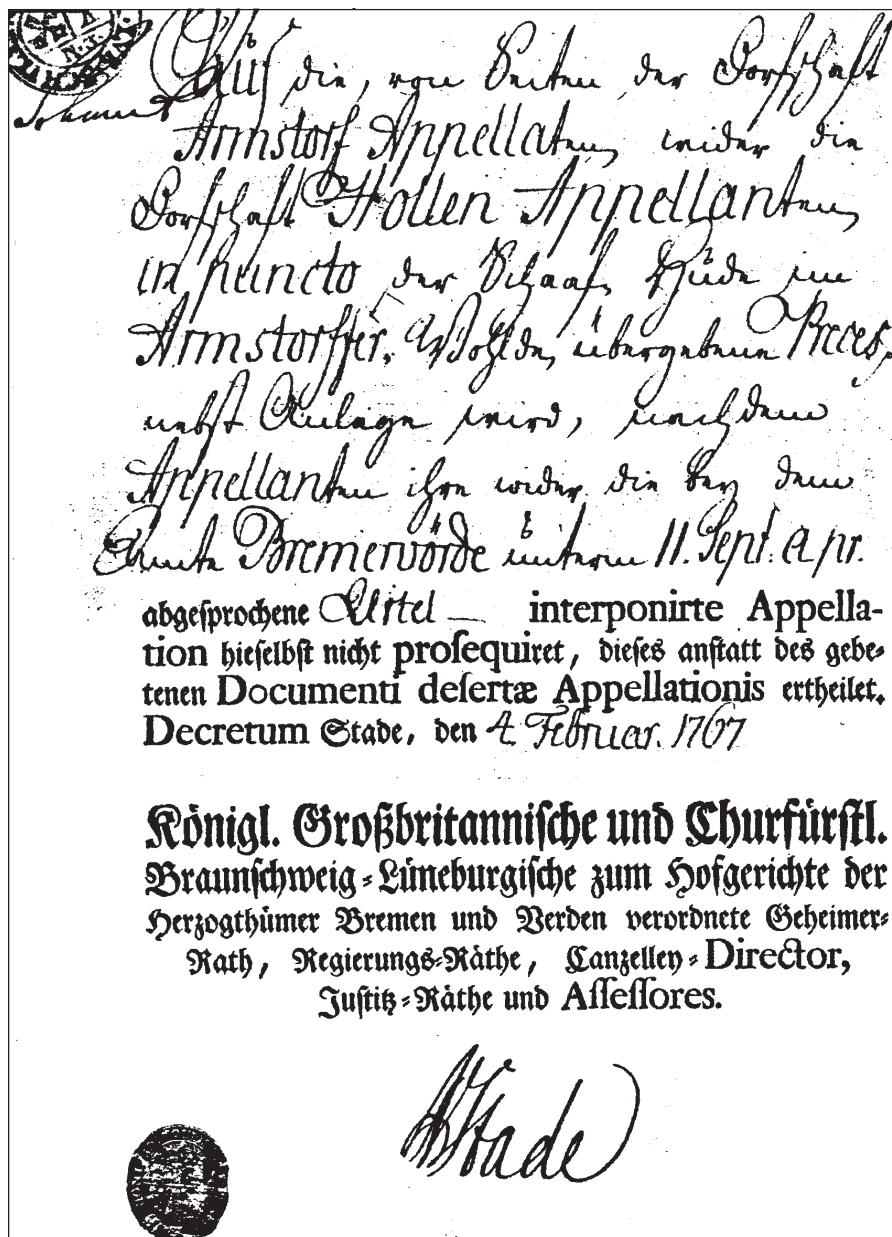 Auf die, von Seiten der Dorfschaft
Armstorf Appellaten, wider die
Dorfschaft Hollen Appellanten,
in puncto der Schaaf-Hude im
Armstorffer-Wohlde, übergebene Preces,
nebst Anlage wird, nachdem
Appellanten ihre wider die bey dem
Amte Bremervörde unterm 11. Sept. a. pr.
abgesprochene Urtel — interponirte Appella-
tion hieselbst nicht prosequiret, dieses anstatt des gebe-
tenen Documenti desertæ Appellationis ertheilet.
Decretum Stade, den 4. Februar. 1767
Königl. Großbritannische und Churfürstl.
Braunschweig-Lüneburgische zum Hofgerichte der
Herzogthümer Bremen und Verden verordnete Geheimer-
Rath, Regierungs-Räthe, Canzelley-Director,
Justitz-Räthe und Assessores.
Stade